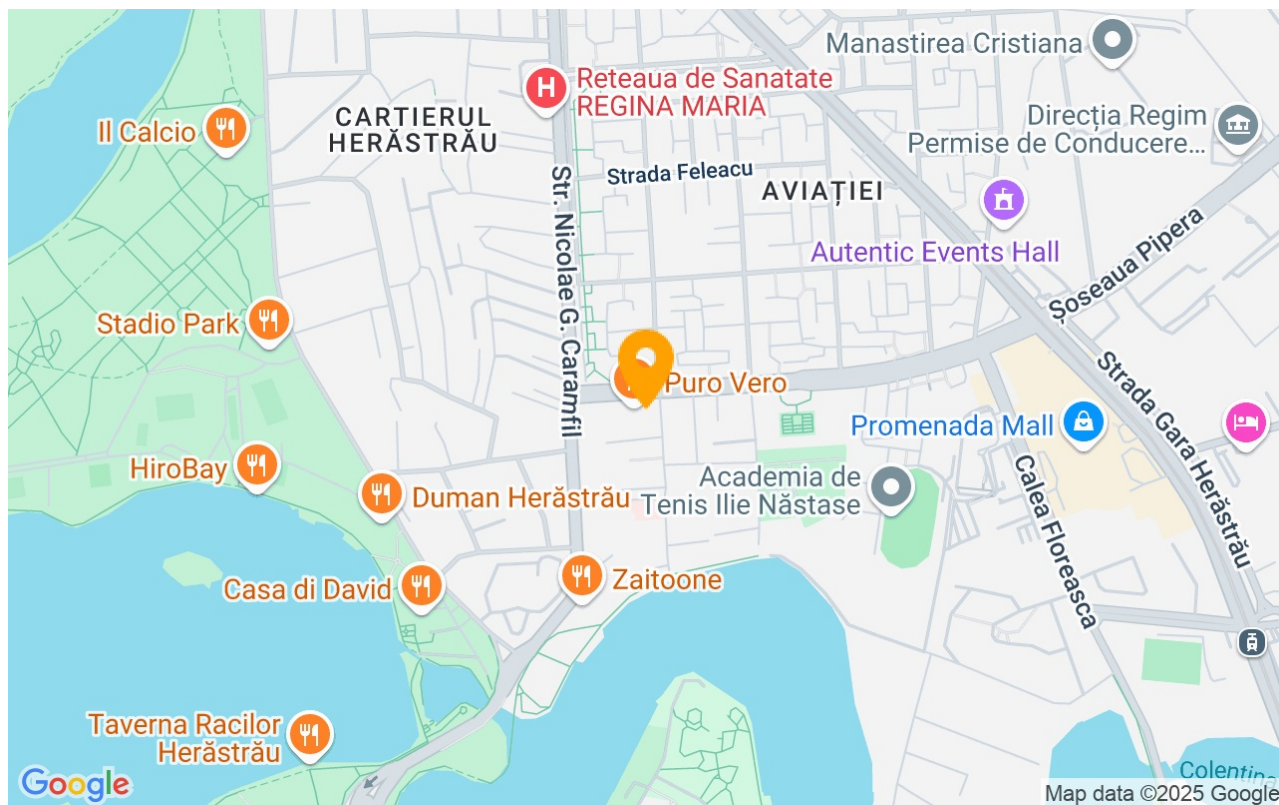 Manastirea Cristiana
Reteaua de Sanatate
REGINA MARIA
CARTIERUL
HERĂSTRĂU
Il Calcio
Direcția Regim
Permise de Conducere...
Strada Feleacu
AVIAȚIEI
Str. Nicolae G. Caramfil
Autentic Events Hall
Șoseaua Pipera
Stadio Park
Puro Vero
Strada Gara Herăstrău
Promenada Mall
HiroBay
Duman Herăstrău
Academia de
Tenis Ilie Năstase
Calea Floreasca
Casa di David
Zaitoone
Taverna Racilor
Herăstrău
Colentina
Google
Map data ©2025 Google